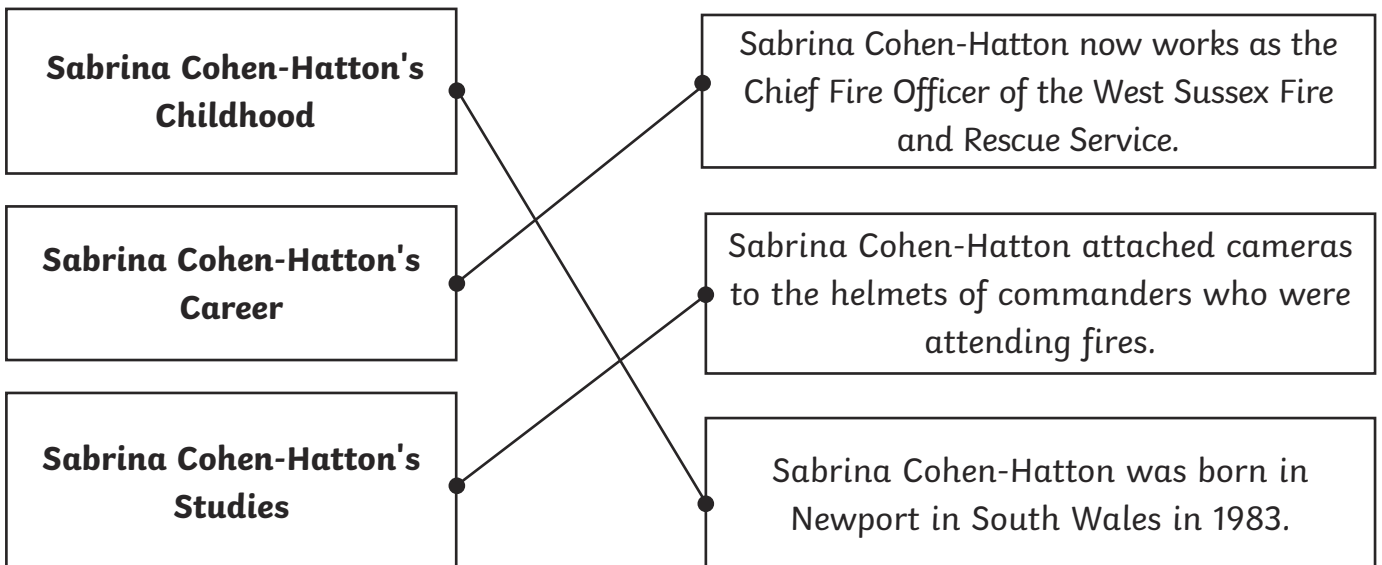 Sabrina Cohen-Hatton's
Childhood
Sabrina Cohen-Hatton's
Career
Sabrina Cohen-Hatton's
Studies
Sabrina Cohen-Hatton now works as the
Chief Fire Officer of the West Sussex Fire
and Rescue Service.
Sabrina Cohen-Hatton attached cameras
to the helmets of commanders who were
attending fires.
Sabrina Cohen-Hatton was born in
Newport in South Wales in 1983.